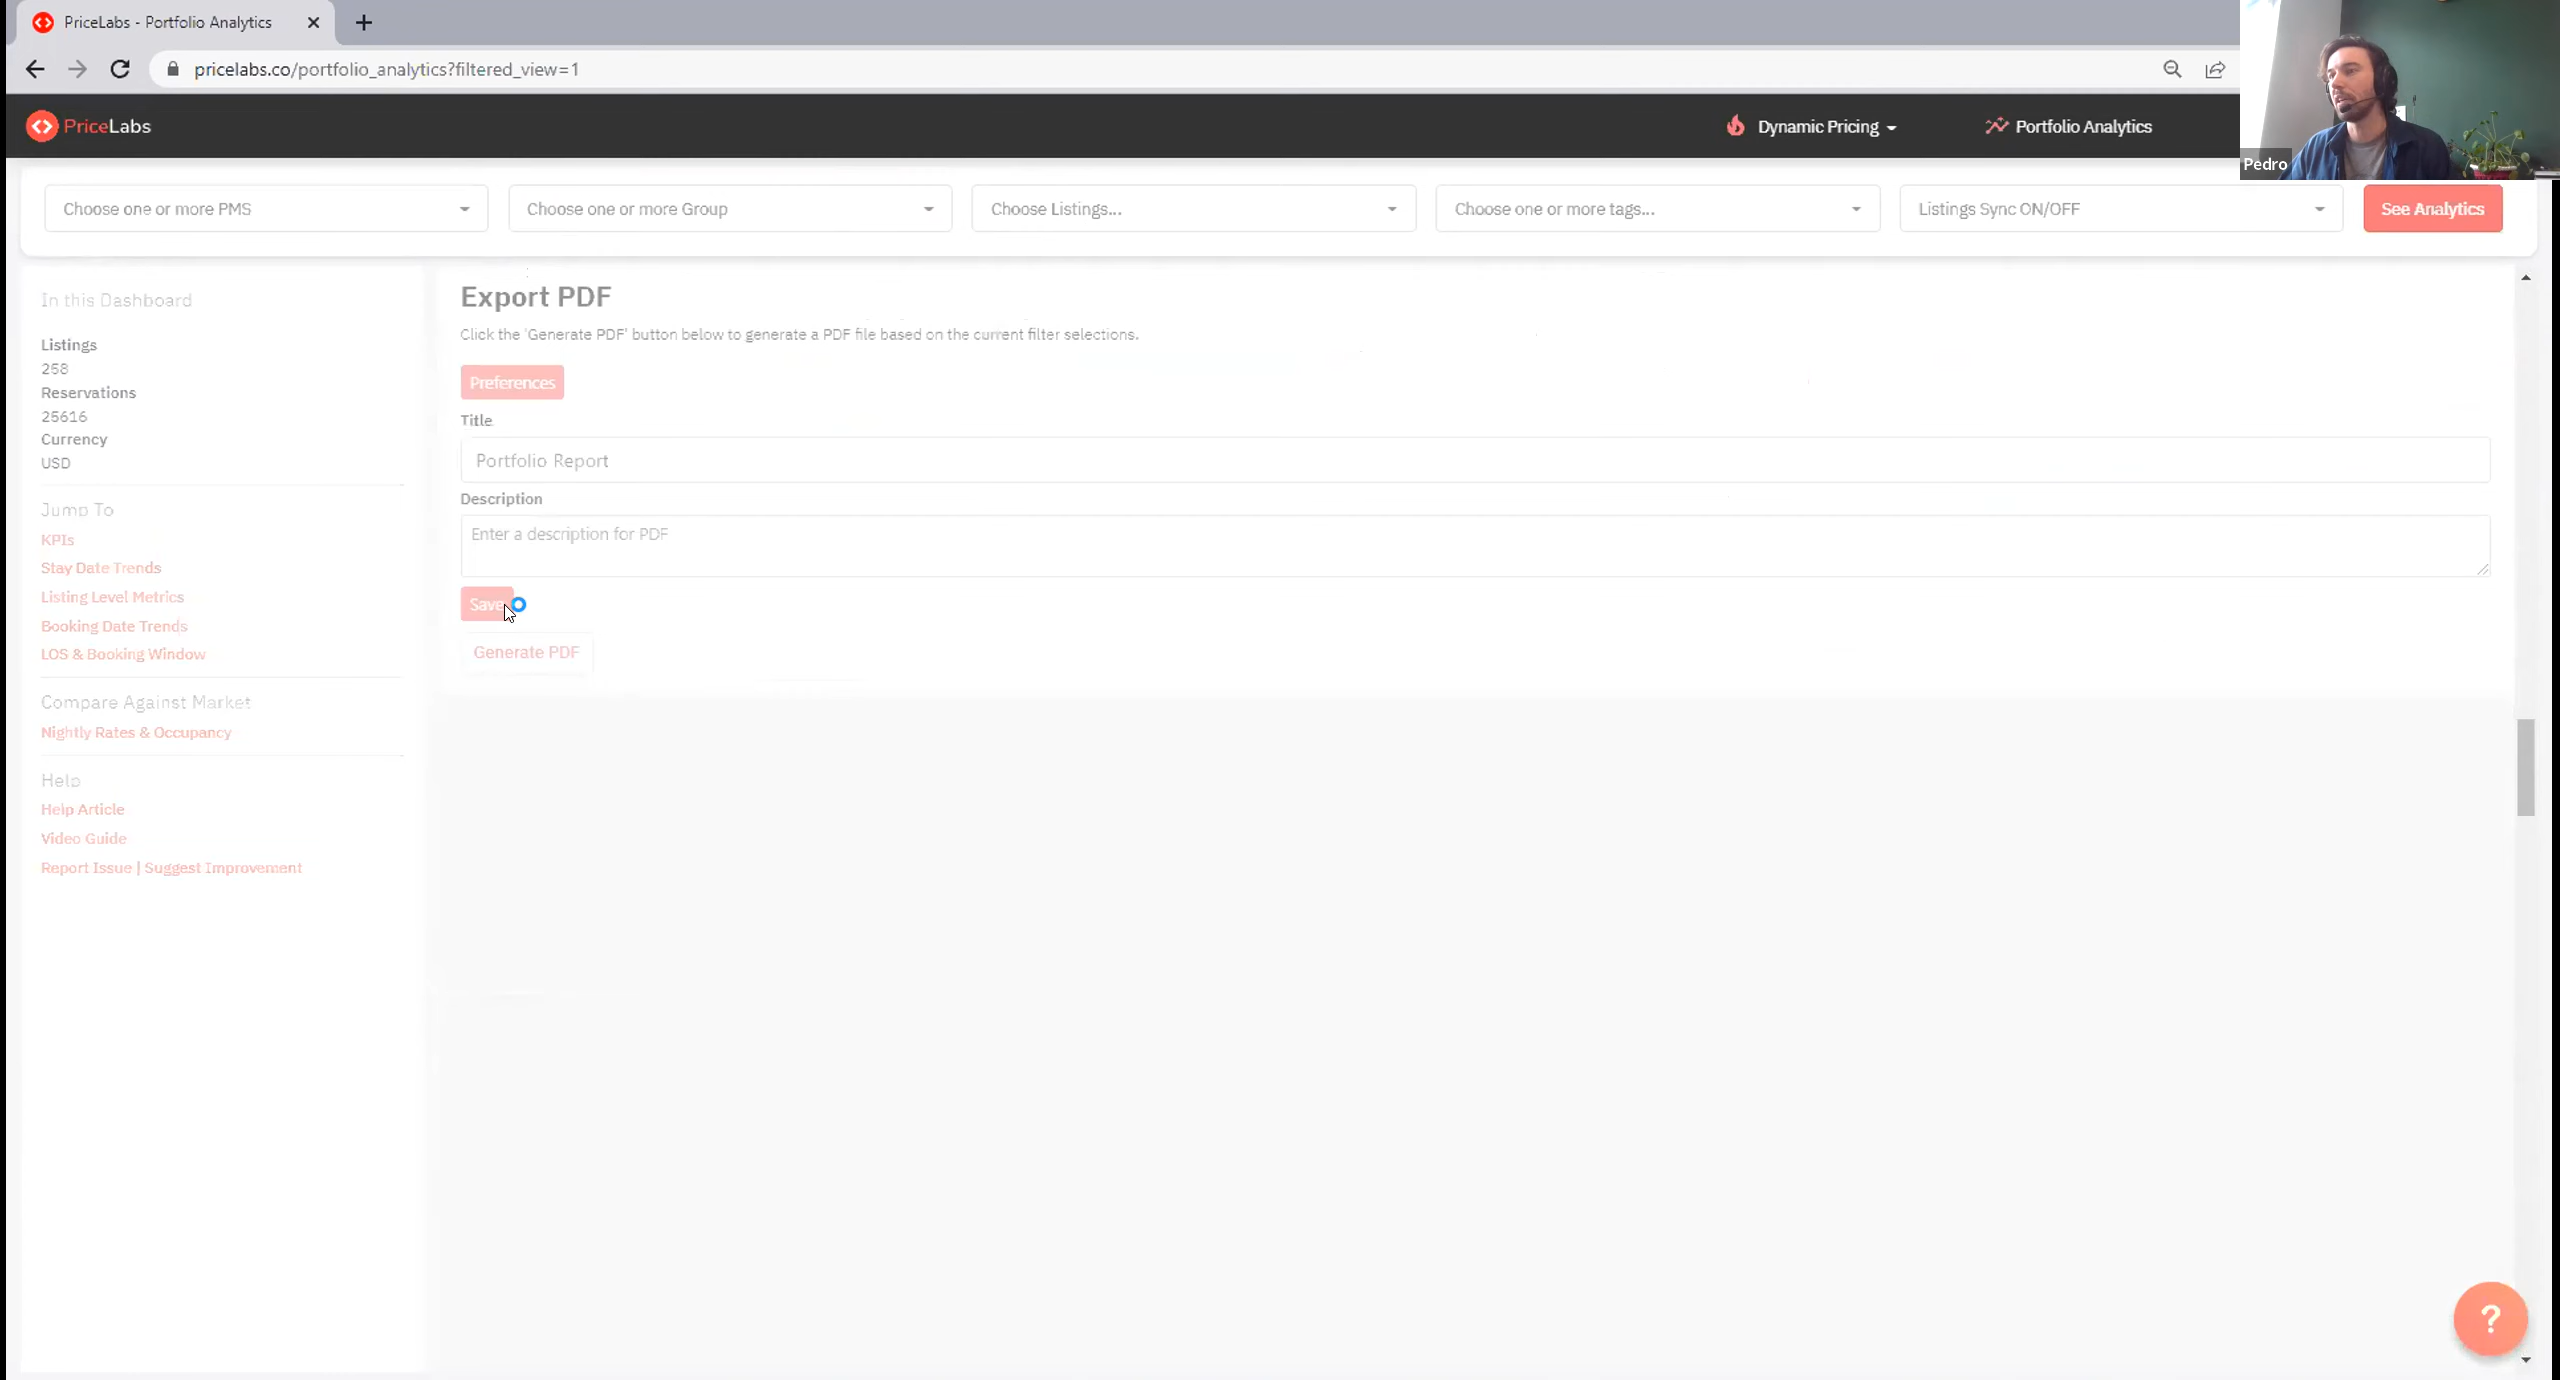 PriceLabs - Portfolio Analytics
pricelabs.co/portfolio_analytics?filtered_view=1
PriceLabs
Dynamic Pricing
Portfolio Analytics
Pedro
Choose one or more PMS
Choose one or more Group
Choose Listings...
Choose one or more tags...
Listings Sync ON/OFF
See Analytics
In this Dashboard
Listings
258
Reservations
25616
Currency
USD
Jump To
KPIs
Stay Date Trends
Listing Level Metrics
Booking Date Trends
LOS & Booking Window
Compare Against Market
Nightly Rates & Occupancy
Help
Help Article
Video Guide
Report Issue | Suggest Improvement
Export PDF
Click the 'Generate PDF' button below to generate a PDF file based on the current filter selections.
Preferences
Title
Portfolio Report
Description
Enter a description for PDF
Save
Generate PDF
?